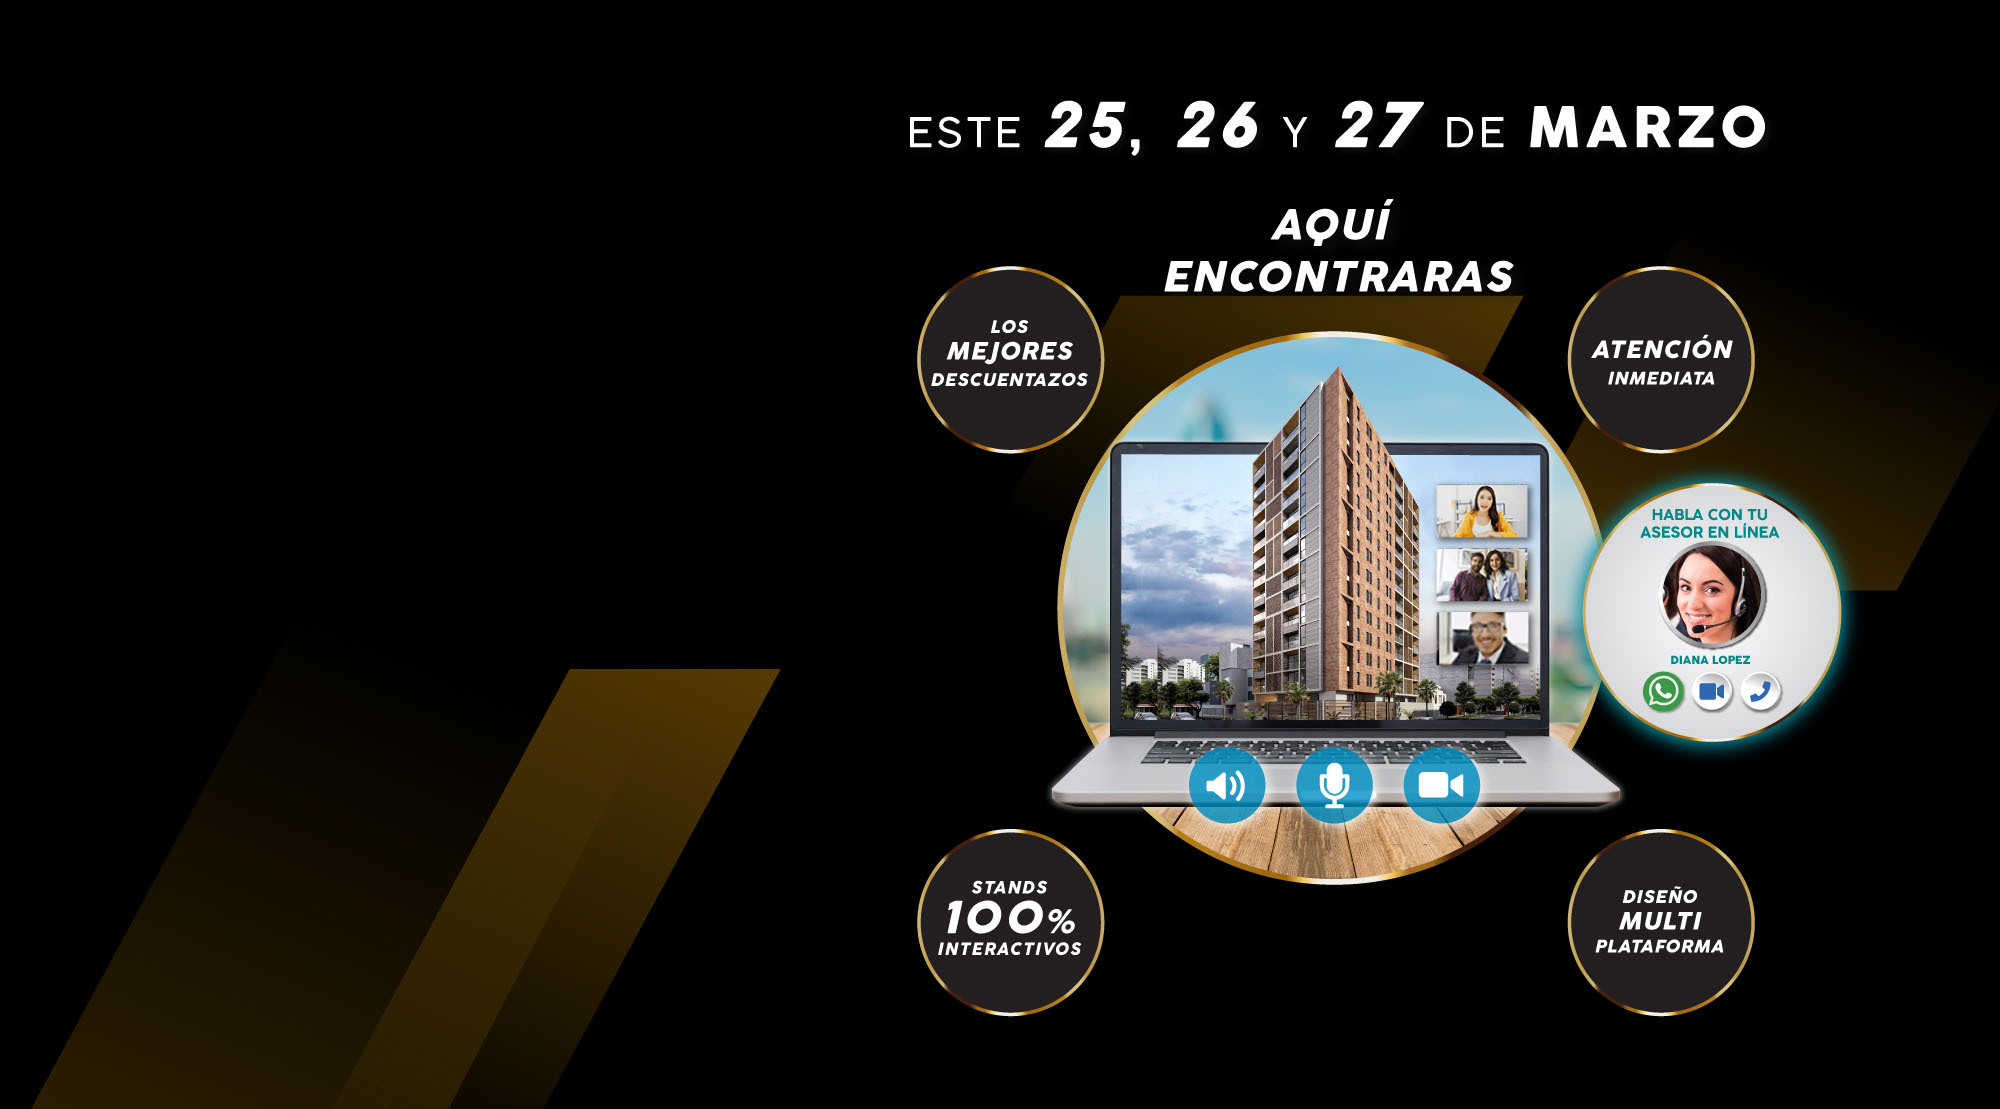 ESTE 25, 26 Y 27 DE MARZO
AQUÍ
ENCONTRARAS
LOS
MEJORES
DESCUENTAZOS
ATENCIÓN
INMEDIATA
HABLA CON TU
ASESOR EN LÍNEA
DIANA LOPEZ
STANDS
100%
INTERACTIVOS
DISEÑO
MULTI
PLATAFORMA